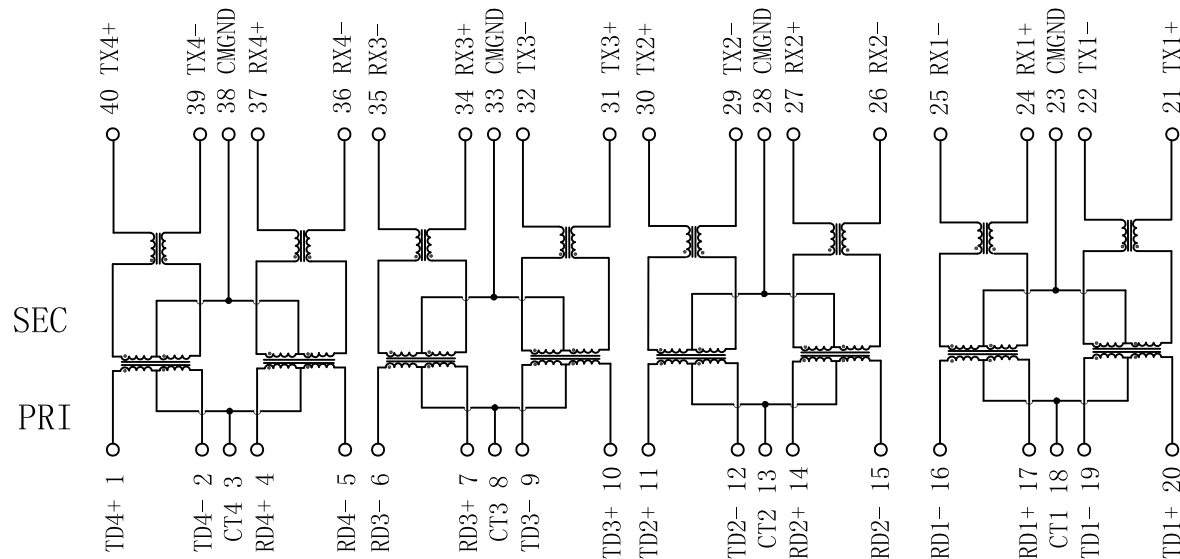 40 TX4+
39 TX4-
38 CMGND
37 RX4+
36 RX4-
35 RX3-
34 RX3+
33 CMGND
32 TX3-
31 TX3+
30 TX2+
29 TX2-
28 CMGND
27 RX2+
26 RX2-
25 RX1-
24 RX1+
23 CMGND
22 TX1-
21 TX1+
SEC
PRI
TD4+ 1
TD4- 2
CT4 3
RD4+ 4
RD4- 5
RD3- 6
RD3+ 7
CT3 8
TD3- 9
TD3+ 10
TD2+ 11
TD2- 12
CT2 13
RD2+ 14
RD2- 15
RD1- 16
RD1+ 17
CT1 18
TD1- 19
TD1+ 20